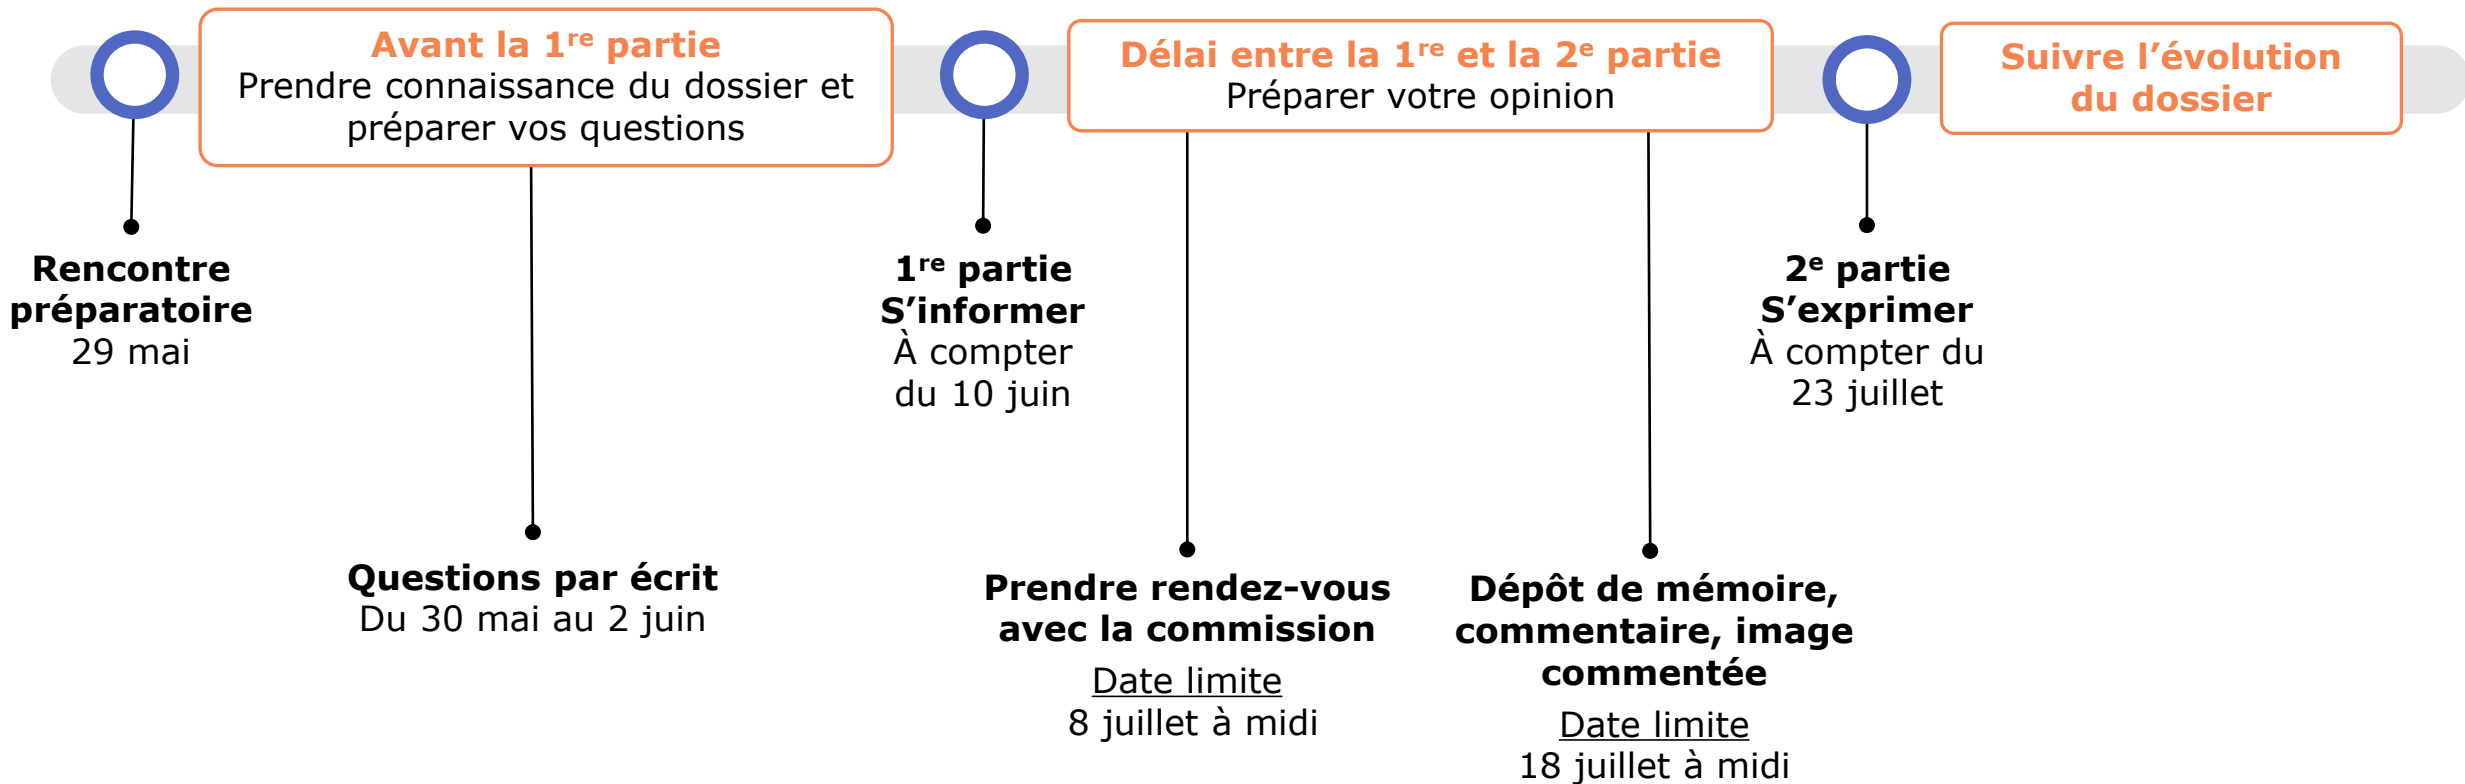 Avant la 1re partie
Prendre connaissance du dossier et
préparer vos questions
Délai entre la 1re et la 2e partie
Préparer votre opinion
Suivre l’évolution
du dossier
Rencontre
préparatoire
29 mai
1re partie
S’informer
À compter
du 10 juin
2e partie
S’exprimer
À compter du
23 juillet
Questions par écrit
Du 30 mai au 2 juin
Prendre rendez-vous
avec la commission
Date limite
8 juillet à midi
Dépôt de mémoire,
commentaire, image
commentée
Date limite
18 juillet à midi